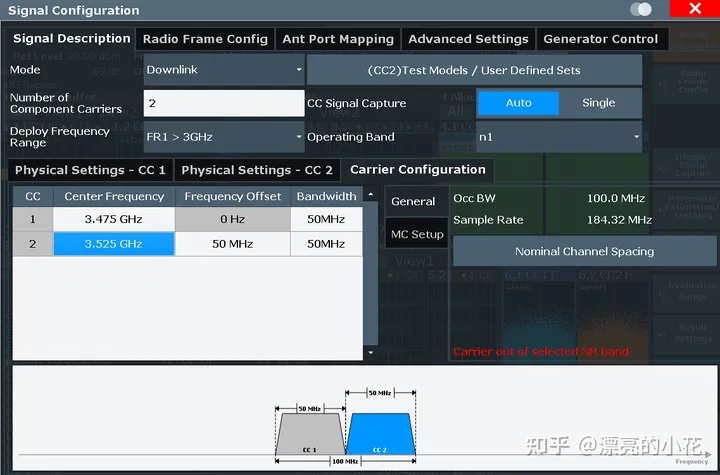 Signal Configuration
X
Signal Description
Radio Frame Config
Ant Port Mapping
Advanced Settings
Generator Control
Mode
Downlink
(CC2)Test Models / User Defined Sets
Number of
Component Carriers
2
CC Signal Capture
Auto
Single
Deploy Frequency
Range
FR1 > 3GHz
Operating Band
n1
Physical Settings - CC 1
Physical Settings - CC 2
Carrier Configuration
CC
Center Frequency
Frequency Offset
Bandwidth
1
3.475 GHz
0 Hz
50MHz
2
3.525 GHz
50 MHz
50MHz
General
MC Setup
Occ BW
100.0 MHz
Sample Rate
184.32 MHz
Nominal Channel Spacing
View1
Carrier out of selected NR band
50 MHz
50 MHz
CC 1
CC 2
100 MHz
Frequency
知乎 @漂亮的小花